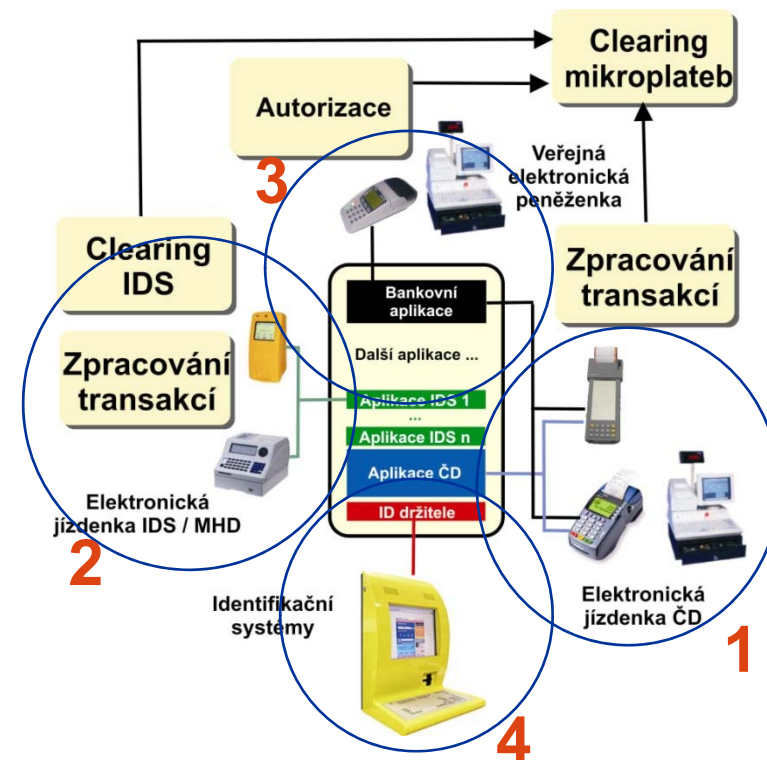 Clearing
mikroplateb
Autorizace
3
Veřejná
elektronická
peněženka
Clearing
IDS
Zpracování
transakcí
Bankovní
aplikace
Další aplikace ...
Zpracování
transakcí
Aplikace IDS 1
...
Aplikace IDS n
Aplikace ČD
ID držitele
Elektronická
jízdenka IDS / MHD
2
Elektronická
jízdenka ČD
1
Identifikační
systémy
4